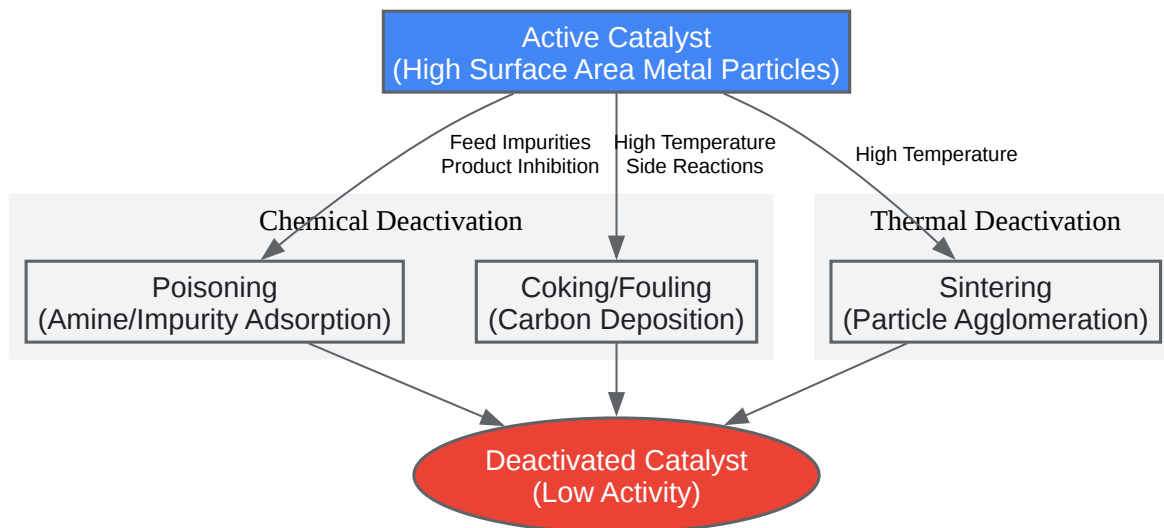 Active Catalyst
(High Surface Area Metal Particles)
Feed Impurities
Product Inhibition
High Temperature
Side Reactions
High Temperature
Chemical Deactivation
Thermal Deactivation
Poisoning
(Amine/Impurity Adsorption)
Coking/Fouling
(Carbon Deposition)
Sintering
(Particle Agglomeration)
Deactivated Catalyst
(Low Activity)